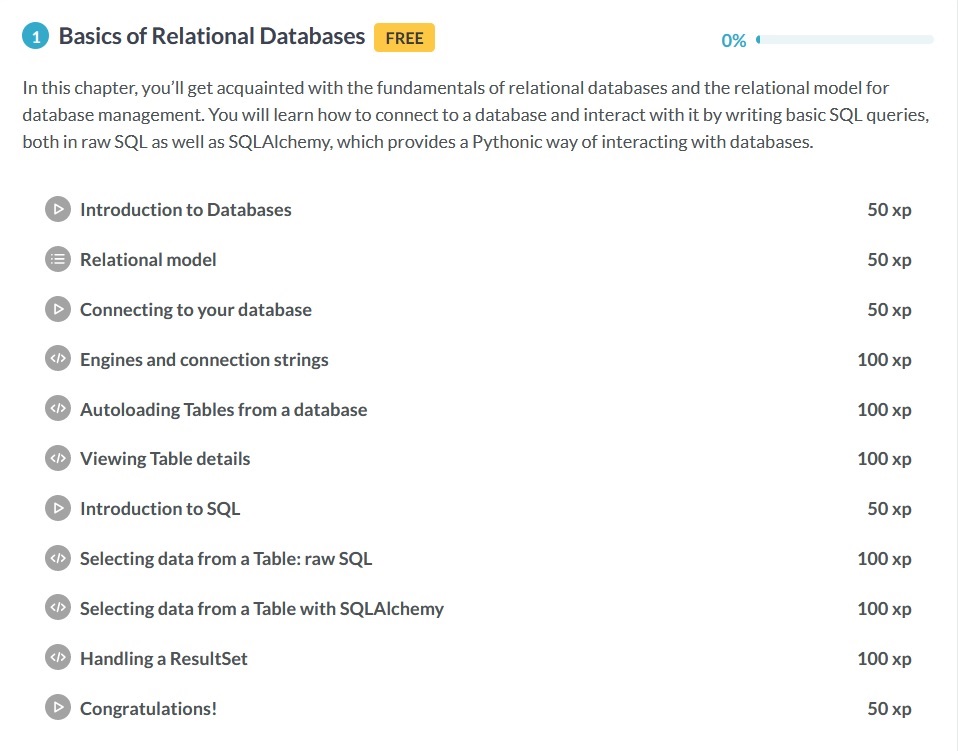 1 Basics of Relational Databases FREE 0%
In this chapter, you’ll get acquainted with the fundamentals of relational databases and the relational model for
database management. You will learn how to connect to a database and interact with it by writing basic SQL queries,
both in raw SQL as well as SQLAlchemy, which provides a Pythonic way of interacting with databases.
Introduction to Databases 50 xp
Relational model 50 xp
Connecting to your database 50 xp
</> Engines and connection strings 100 xp
</> Autoloading Tables from a database 100 xp
</> Viewing Table details 100 xp
Introduction to SQL 50 xp
</> Selecting data from a Table: raw SQL 100 xp
</> Selecting data from a Table with SQLAlchemy 100 xp
</> Handling a ResultSet 100 xp
Congratulations! 50 xp